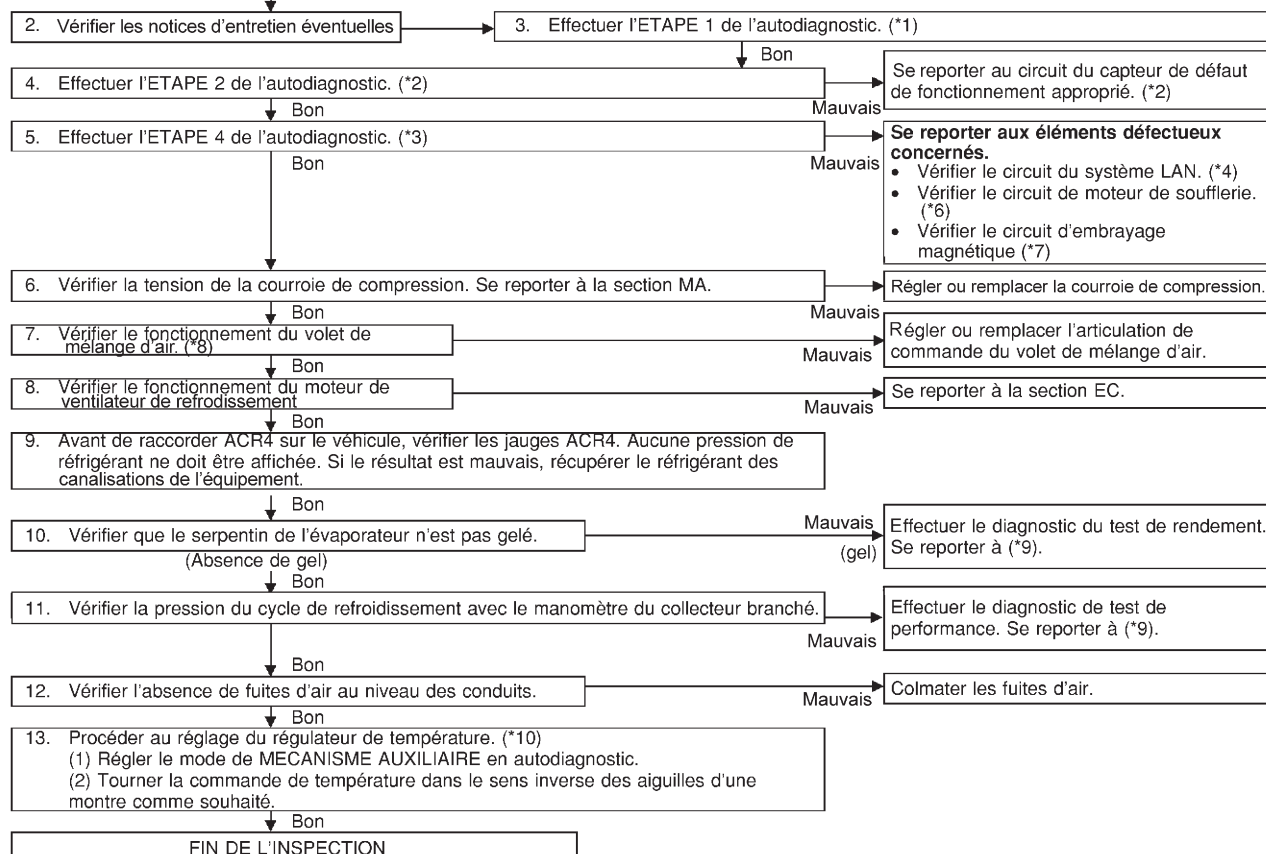 2. Vérifier les notices d'entretien éventuelles
3. Effectuer l'ETAPE 1 de l'autodiagnostic. (*1)
Bon
4. Effectuer l'ETAPE 2 de l'autodiagnostic. (*2)
Mauvais
Se reporter au circuit du capteur de défaut
de fonctionnement approprié. (*2)
Bon
5. Effectuer l'ETAPE 4 de l'autodiagnostic. (*3)
Mauvais
Se reporter aux éléments défectueux
concernés.
• Vérifier le circuit du système LAN. (*4)
• Vérifier le circuit de moteur de soufflerie.
(*6)
• Vérifier le circuit d'embrayage
magnétique (*7)
Bon
6. Vérifier la tension de la courroie de compression. Se reporter à la section MA.
Mauvais
Régler ou remplacer la courroie de compression.
Bon
7. Vérifier le fonctionnement du volet de
mélange d'air. (*8)
Mauvais
Régler ou remplacer l'articulation de
commande du volet de mélange d'air.
Bon
8. Vérifier le fonctionnement du moteur de
ventilateur de refrodissement
Mauvais
Se reporter à la section EC.
Bon
9. Avant de raccorder ACR4 sur le véhicule, vérifier les jauges ACR4. Aucune pression de
réfrigérant ne doit être affichée. Si le résultat est mauvais, récupérer le réfrigérant des
canalisations de l'équipement.
Bon
10. Vérifier que le serpentin de l'évaporateur n'est pas gelé.
Mauvais
(gel)
Effectuer le diagnostic du test de rendement.
Se reporter à (*9).
(Absence de gel)
Bon
11. Vérifier la pression du cycle de refroidissement avec le manomètre du collecteur branché.
Mauvais
Effectuer le diagnostic de test de
performance. Se reporter à (*9).
Bon
12. Vérifier l'absence de fuites d'air au niveau des conduits.
Mauvais
Colmater les fuites d'air.
Bon
13. Procéder au réglage du régulateur de température. (*10)
(1) Régler le mode de MECANISME AUXILIAIRE en autodiagnostic.
(2) Tourner la commande de température dans le sens inverse des aiguilles d'une
montre comme souhaité.
Bon
FIN DE L'INSPECTION